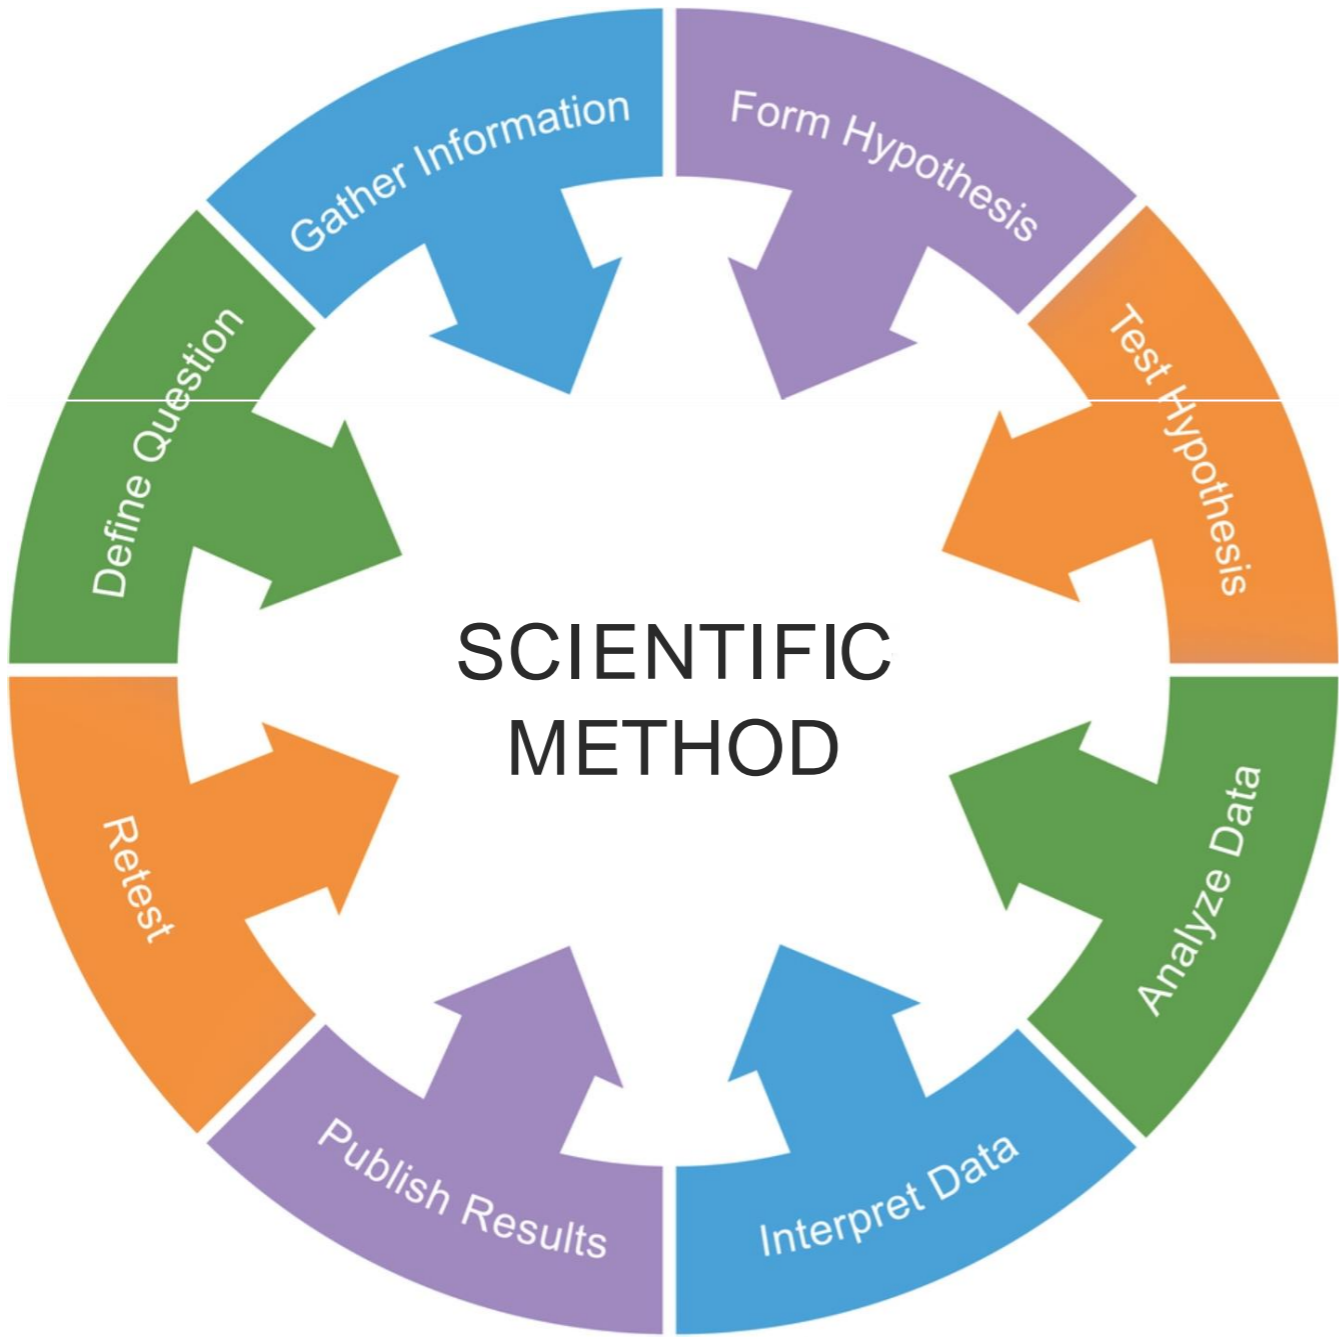 Define Question
Gather Information
Form Hypothesis
Test Hypothesis
Analyze Data
Interpret Data
Publish Results
Retest
SCIENTIFIC
METHOD